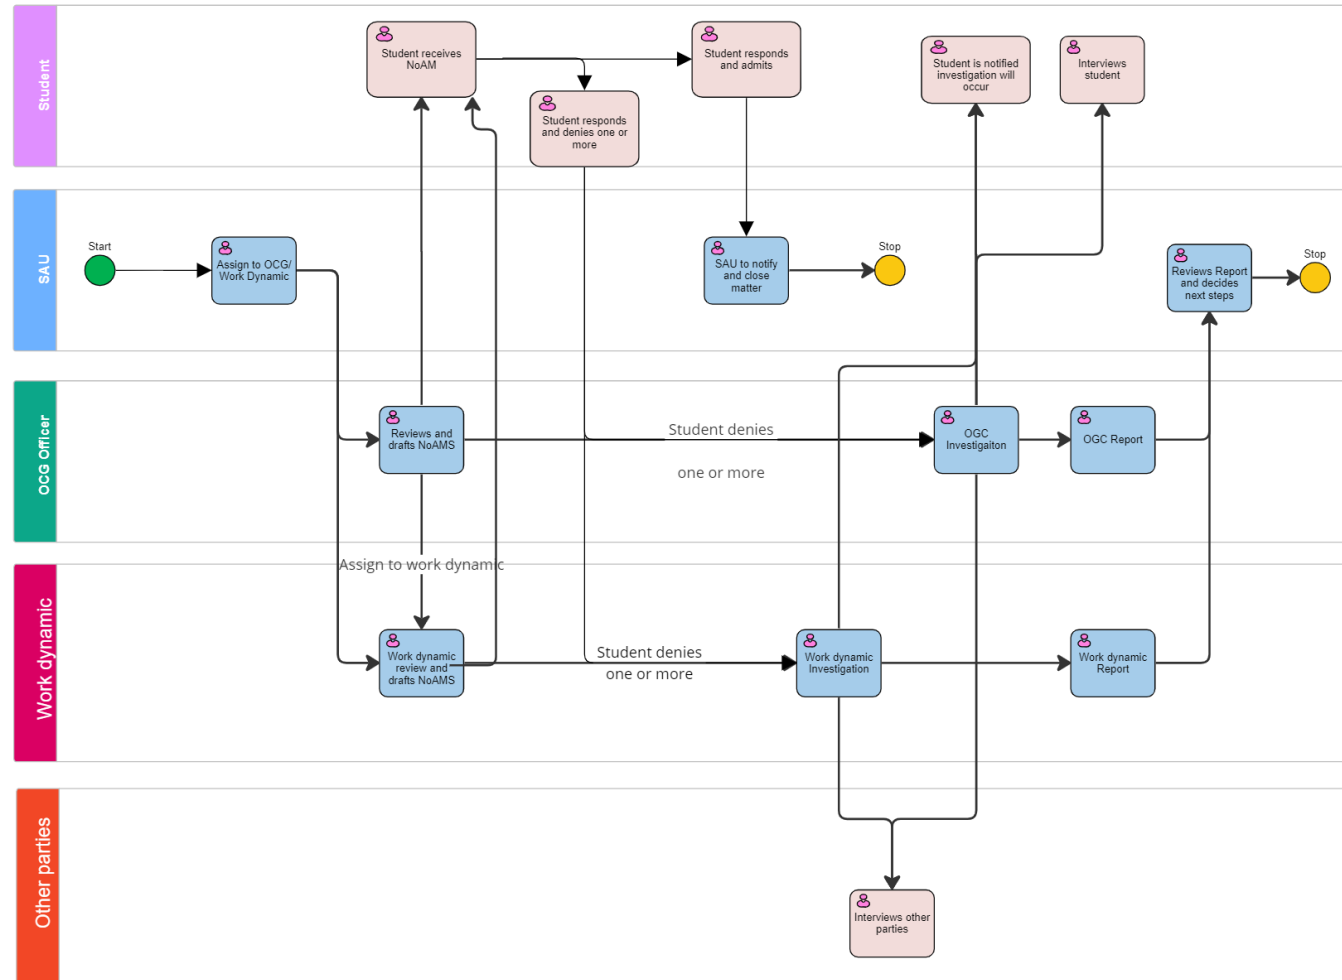 Student
Student receives
NoAM
Student responds
and admits
Student is notified
investigation will
occur
Interviews
student
Student responds
and denies one or
more
SAU
Start
Assign to OCG/
Work Dynamic
SAU to notify
and close
matter
Stop
Reviews Report
and decides
next steps
Stop
OCG Officer
Reviews and
drafts NoAMS
Student denies
one or more
OGC
Investigaiton
OGC Report
Assign to work dynamic
Work dynamic
Work dynamic
review and
drafts NoAMS
Student denies
one or more
Work dynamic
Investigation
Work dynamic
Report
Other parties
Interviews other
parties